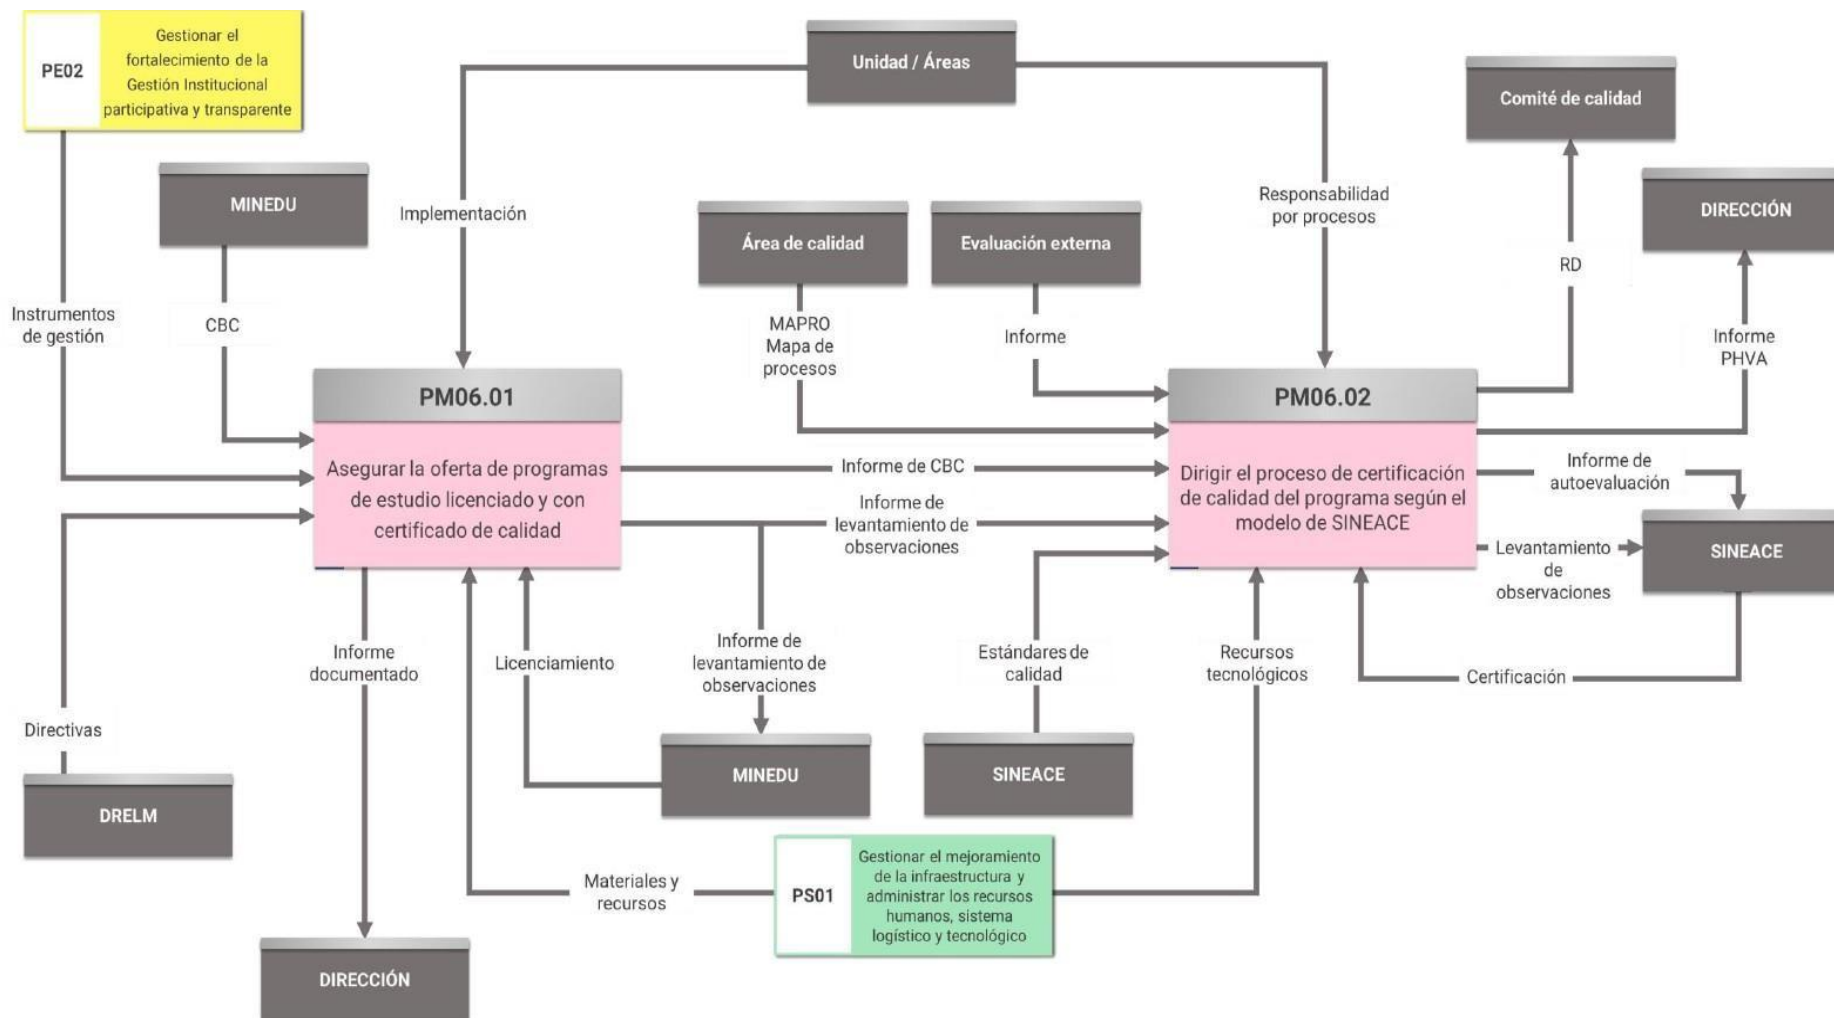 PE02
Gestionar el
fortalecimiento de la
Gestión Institucional
participativa y transparente
Unidad / Áreas
Comité de calidad
MINEDU
DIRECCIÓN
Implementación
Responsabilidad
por procesos
Área de calidad
Evaluación externa
RD
Instrumentos
de gestión
CBC
MAPRO
Mapa de
procesos
Informe
Informe
PHVA
PM06.01
Asegurar la oferta de programas
de estudio licenciado y con
certificado de calidad
PM06.02
Dirigir el proceso de certificación
de calidad del programa según el
modelo de SINEACE
Informe de CBC
Informe de
levantamiento de
observaciones
Informe de
autoevaluación
SINEACE
Levantamiento
de
observaciones
Informe
documentado
Licenciamiento
Informe de
levantamiento de
observaciones
Estándares de
calidad
Recursos
tecnológicos
Certificación
Directivas
DRELM
MINEDU
SINEACE
Materiales y
recursos
PS01
Gestionar el mejoramiento
de la infraestructura y
administrar los recursos
humanos, sistema
logístico y tecnológico
DIRECCIÓN